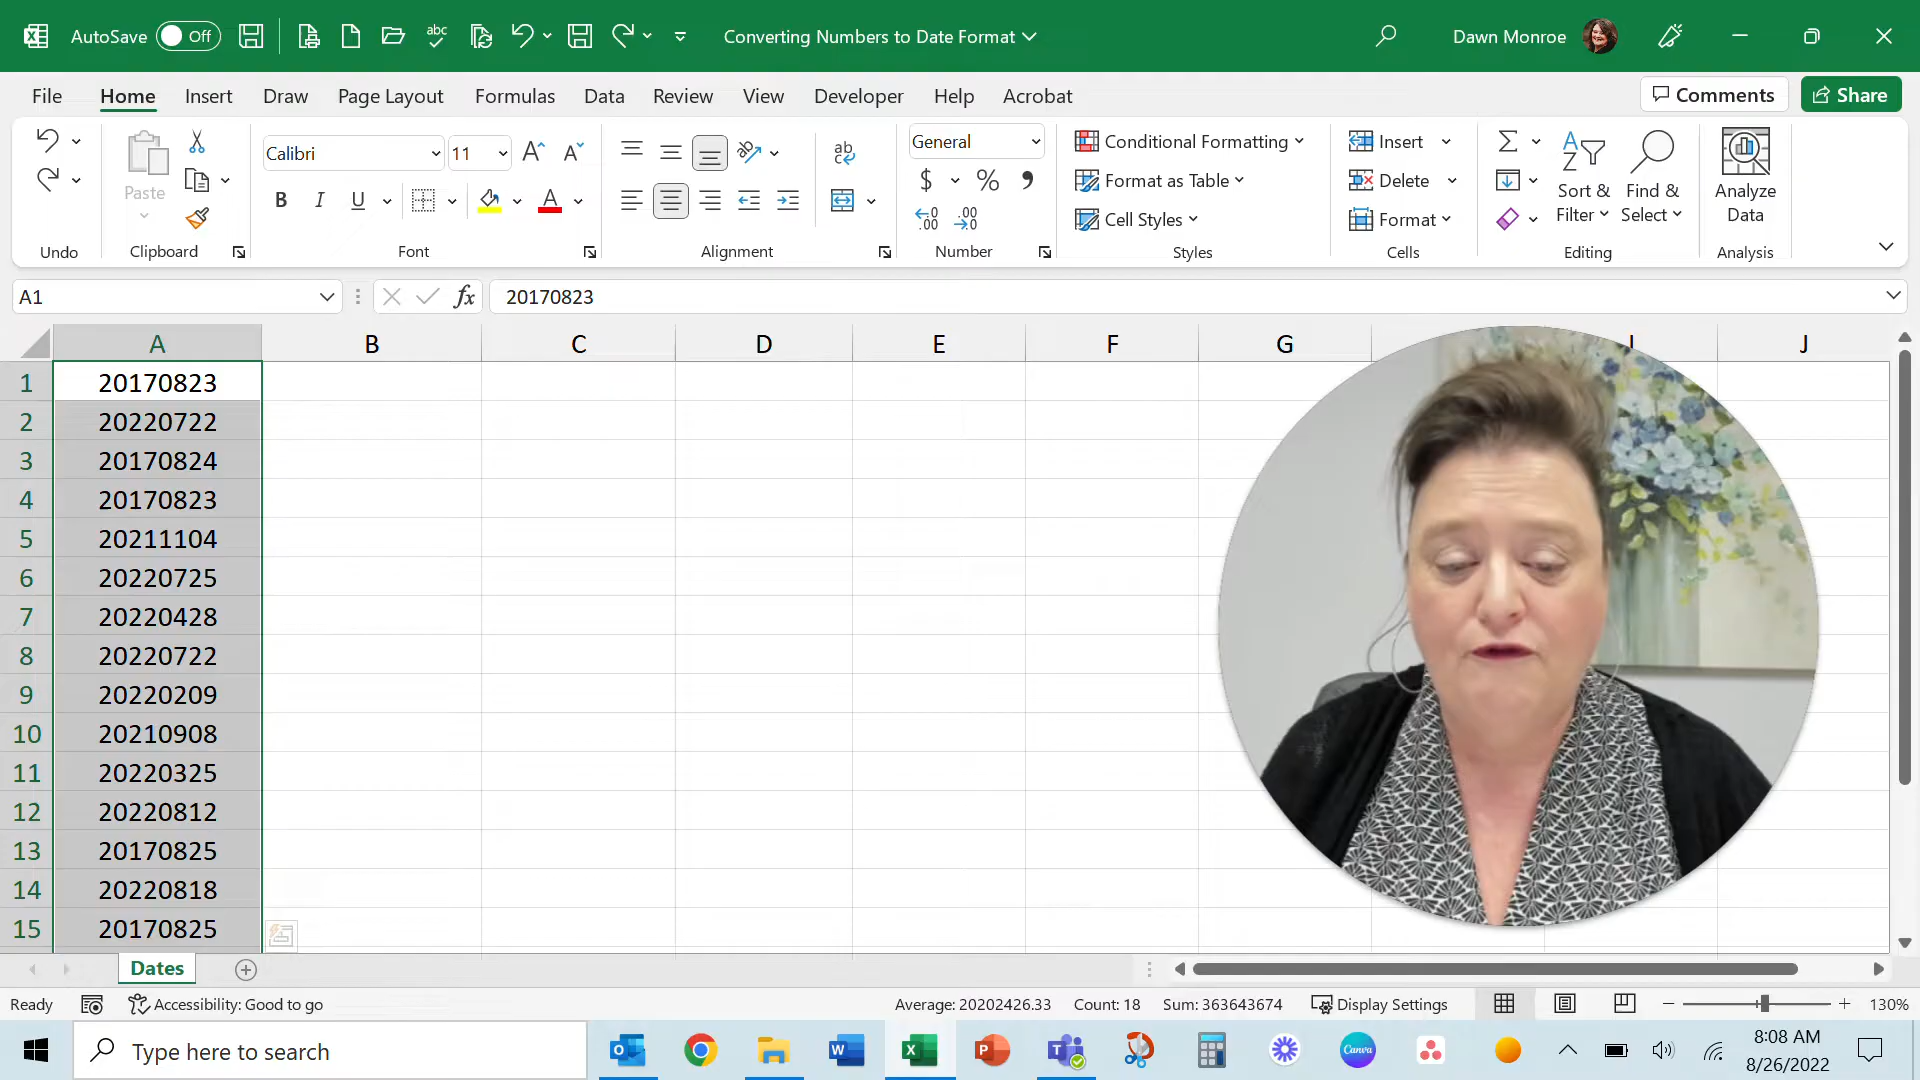 AutoSave Off Converting Numbers to Date Format Dawn Monroe
File Home Insert Draw Page Layout Formulas Data Review View Developer Help Acrobat Comments Share
Undo
Paste
Clipboard
Calibri 11
B I U
Font
ab
Alignment
General
$ % ,
Number
Conditional Formatting
Format as Table
Cell Styles
Styles
Insert
Delete
Format
Cells
Sort & Filter
Find & Select
Editing
Analyze Data
Analysis
A1 fx 20170823
A B C D E F G J
1 20170823
2 20220722
3 20170824
4 20170823
5 20211104
6 20220725
7 20220428
8 20220722
9 20220209
10 20210908
11 20220325
12 20220812
13 20170825
14 20220818
15 20170825
Dates
Ready Accessibility: Good to go Average: 20202426.33 Count: 18 Sum: 363643674 Display Settings 130%
Type here to search Canva 8:08 AM
8/26/2022